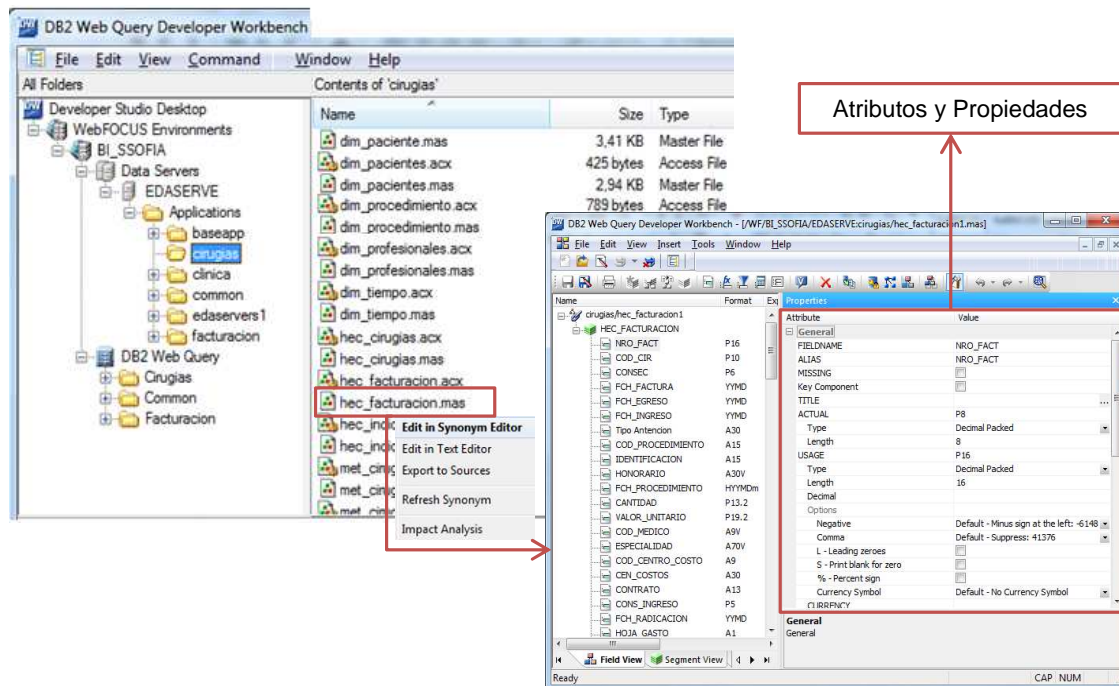 DB2 Web Query Developer Workbench
File Edit View Command Window Help
All Folders
Contents of 'cirugias'
Developer Studio Desktop
WebFOCUS Environments
BI_SSOFIA
Data Servers
EDASERVE
Applications
baseapp
cirugias
clinica
common
edaservers1
facturacion
DB2 Web Query
Cirugias
Common
Facturacion
Name Size Type
dim_paciente.mas 3,41 KB Master File
dim_pacientes.acx 425 bytes Access File
dim_pacientes.mas 2,94 KB Master File
dim_procedimiento.acx 789 bytes Access File
dim_procedimiento.mas
dim_profesionales.acx
dim_profesionales.mas
dim_tiempo.acx
dim_tiempo.mas
hec_cirugias.acx
hec_cirugias.mas
hec_facturacion.acx
hec_facturacion.mas
Edit in Synonym Editor
Edit in Text Editor
Export to Sources
Refresh Synonym
Impact Analysis
Atributos y Propiedades
DB2 Web Query Developer Workbench - [/WF/BI_SSOFIA/EDASERVE:cirugias/hec_facturacion1.mas]
File Edit View Insert Tools Window Help
Name Format
cirugias/hec_facturacion1
HEC_FACTURACION
NRO_FACT P16
COD_CIR P10
CONSEC P6
FCH_FACTURA YYMD
FCH_EGRESO YYMD
FCH_INGRESO YYMD
Tipo Antencion A30
COD_PROCEDIMIENTO A15
IDENTIFICACION A15
HONORARIO A30V
FCH_PROCEDIMIENTO HYYMDm
CANTIDAD P13.2
VALOR_UNITARIO P19.2
COD_MEDICO A9V
ESPECIALIDAD A70V
COD_CENTRO_COSTO A9
CEN_COSTOS A30
CONTRATO A13
CONS_INGRESO P5
FCH_RADICACION YYMD
HOJA_GASTO A1
Field View Segment View
Properties
Attribute Value
General
FIELDNAME NRO_FACT
ALIAS NRO_FACT
MISSING
Key Component
TITLE ...
ACTUAL P8
Type Decimal Packed
Length 8
USAGE P16
Type Decimal Packed
Length 16
Decimal
Options
Negative Default - Minus sign at the left: -6148
Comma Default - Suppress: 41376
L - Leading zeroes
S - Print blank for zero
% - Percent sign
Currency Symbol Default - No Currency Symbol
CURRENCY
General
General
Ready CAP NUM